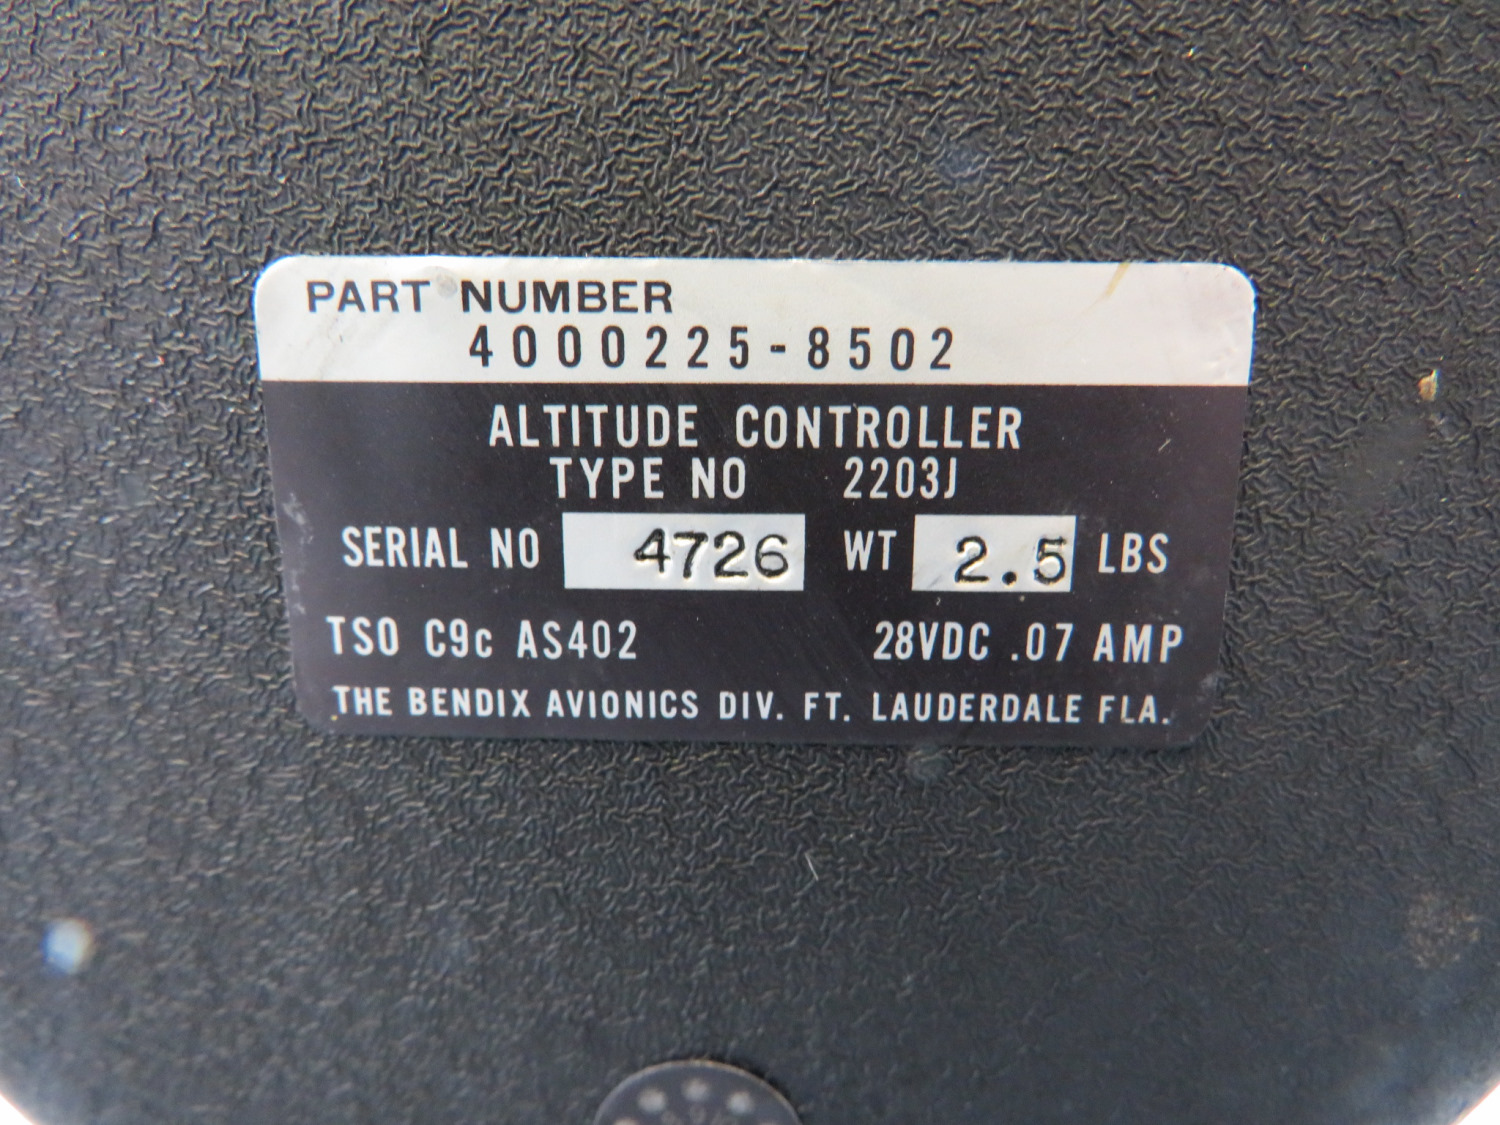 PART NUMBER
4000225-8502
ALTITUDE CONTROLLER
TYPE NO 2203J
SERIAL NO 4726 WT 2.5 LBS
TSO C9c AS402 28VDC .07 AMP
THE BENDIX AVIONICS DIV. FT. LAUDERDALE FLA.